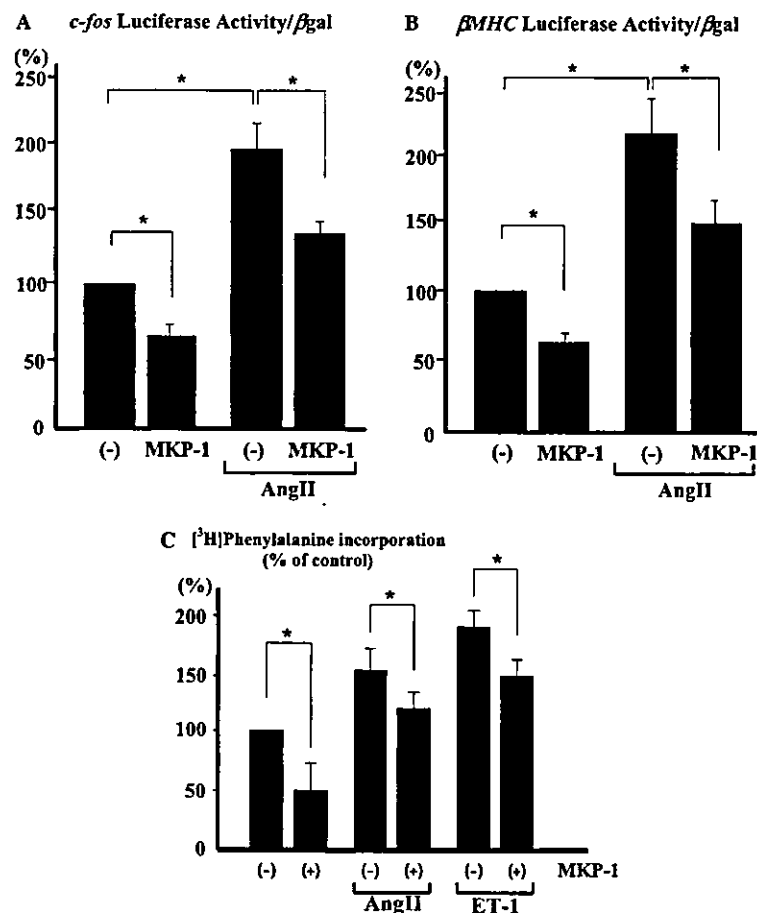 A c-fos Luciferase Activity/βgal
(%)
250
200
150
100
50
0
*
*
*
(-) MKP-1 (-) MKP-1
AngII
B βMHC Luciferase Activity/βgal
(%)
250
200
150
100
50
0
*
*
*
(-) MKP-1 (-) MKP-1
AngII
C [³H]Phenylalanine incorporation
(% of control)
(%)
200
150
100
50
0
*
*
*
(-) (+) (-) (+) (-) (+) MKP-1
AngII ET-1